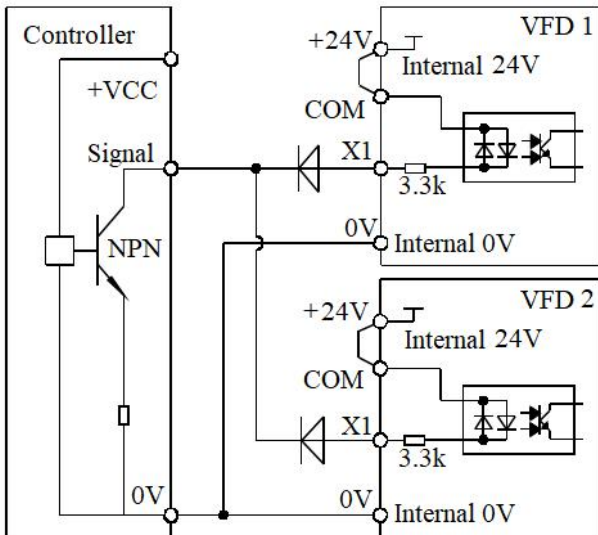 Controller
+VCC
Signal
NPN
0V
VFD 1
+24V
Internal 24V
COM
X1
3.3k
0V
Internal 0V
VFD 2
+24V
Internal 24V
COM
X1
3.3k
0V
Internal 0V